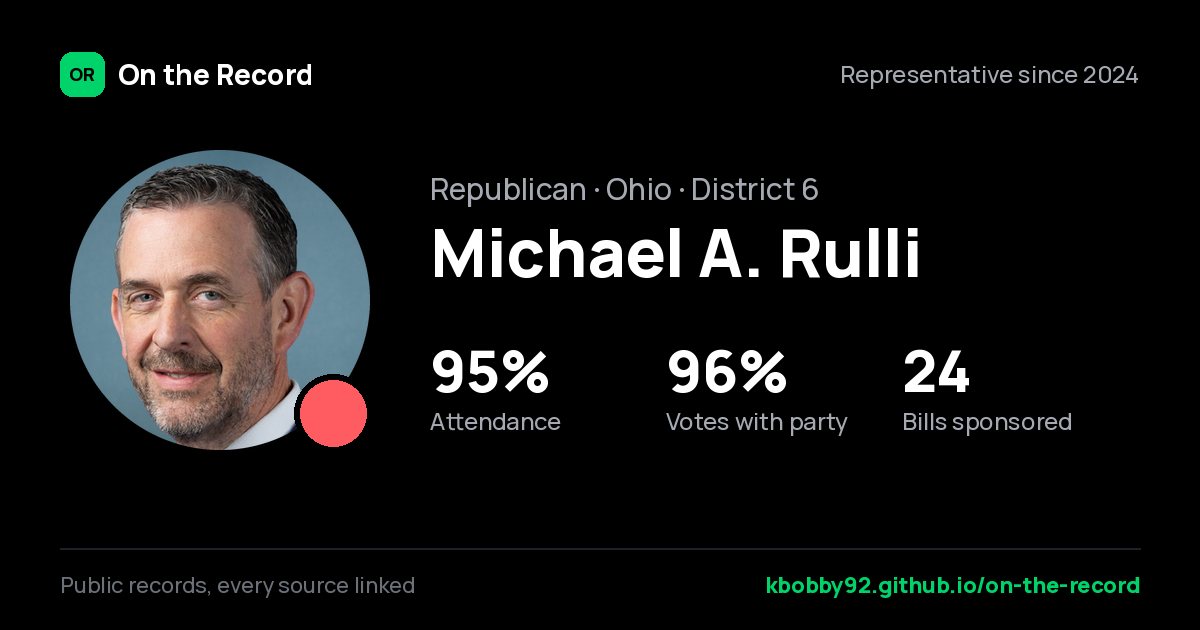 OR On the Record
Representative since 2024
Republican · Ohio · District 6
Michael A. Rulli
95% 96% 24
Attendance Votes with party Bills sponsored
Public records, every source linked
kbobby92.github.io/on-the-record